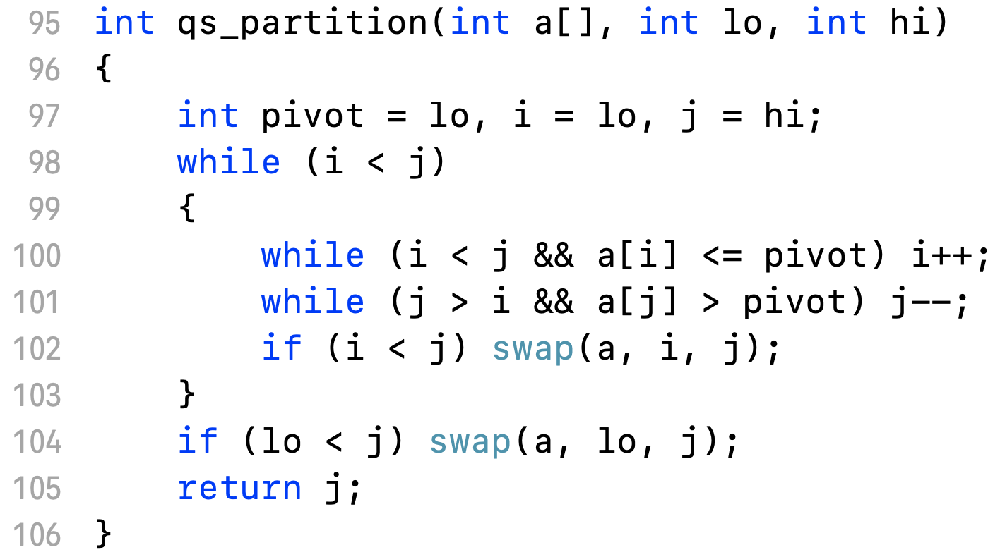 95 int qs_partition(int a[], int lo, int hi)
96 {
97     int pivot = lo, i = lo, j = hi;
98     while (i < j)
99     {
100         while (i < j && a[i] <= pivot) i++;
101         while (j > i && a[j] > pivot) j--;
102         if (i < j) swap(a, i, j);
103     }
104     if (lo < j) swap(a, lo, j);
105     return j;
106 }